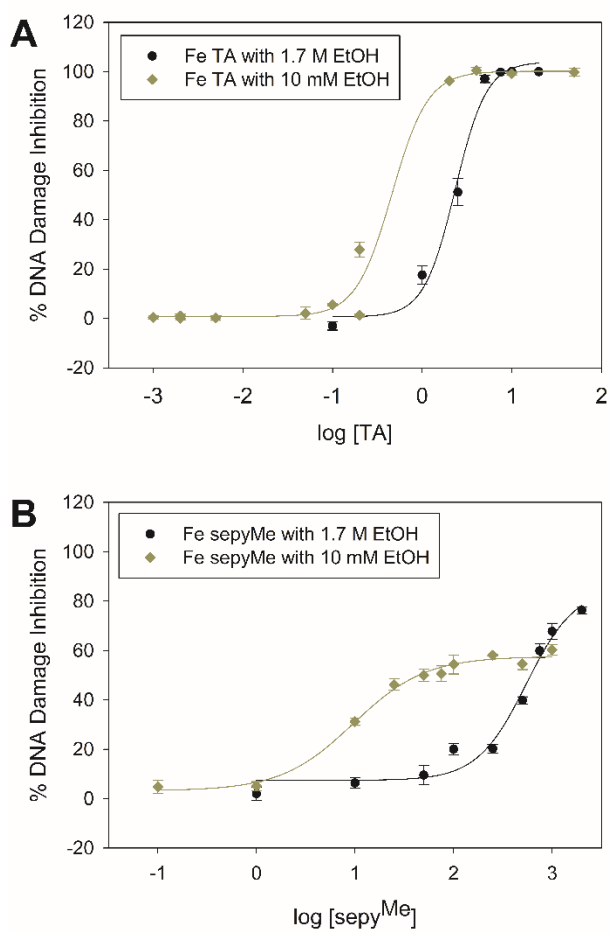 A
Fe TA with 1.7 M EtOH
Fe TA with 10 mM EtOH
% DNA Damage Inhibition
120
100
80
60
40
20
0
-20
-3 -2 -1 0 1 2
log [TA]
B
Fe sepyMe with 1.7 M EtOH
Fe sepyMe with 10 mM EtOH
% DNA Damage Inhibition
120
100
80
60
40
20
0
-20
-1 0 1 2 3
log [sepyMe]